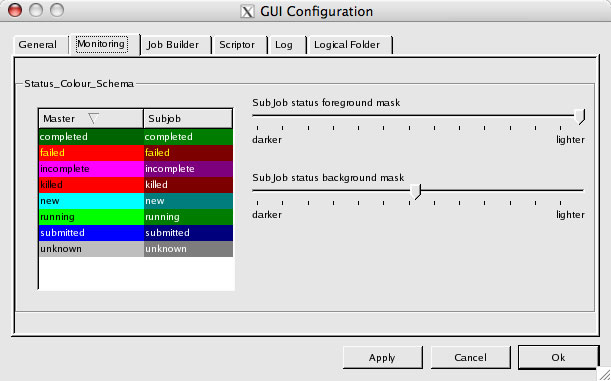 GUI Configuration
General Monitoring Job Builder Scriptor Log Logical Folder
Status_Colour_Schema
Master Subjob
completed completed
failed failed
incomplete incomplete
killed killed
new new
running running
submitted submitted
unknown unknown
SubJob status foreground mask
darker lighter
SubJob status background mask
darker lighter
Apply Cancel Ok